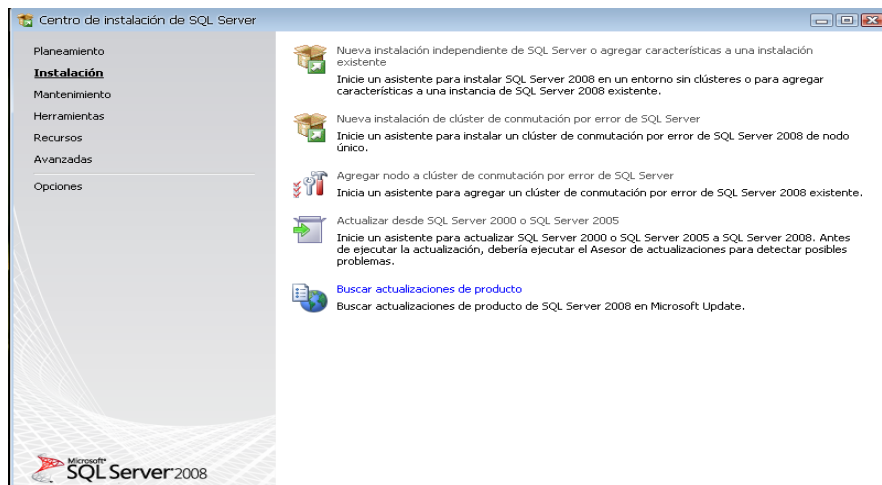 Centro de instalación de SQL Server
Planeamiento
Instalación
Mantenimiento
Herramientas
Recursos
Avanzadas
Opciones
Nueva instalación independiente de SQL Server o agregar características a una instalación
existente
Inicie un asistente para instalar SQL Server 2008 en un entorno sin clústeres o para agregar
características a una instancia de SQL Server 2008 existente.
Nueva instalación de clúster de conmutación por error de SQL Server
Inicie un asistente para instalar un clúster de conmutación por error de SQL Server 2008 de nodo
único.
Agregar nodo a clúster de conmutación por error de SQL Server
Inicia un asistente para agregar un clúster de conmutación por error de SQL Server 2008 existente.
Actualizar desde SQL Server 2000 o SQL Server 2005
Inicie un asistente para actualizar SQL Server 2000 o SQL Server 2005 a SQL Server 2008. Antes
de ejecutar la actualización, debería ejecutar el Asesor de actualizaciones para detectar posibles
problemas.
Buscar actualizaciones de producto
Buscar actualizaciones de producto de SQL Server 2008 en Microsoft Update.
Microsoft
SQL Server 2008